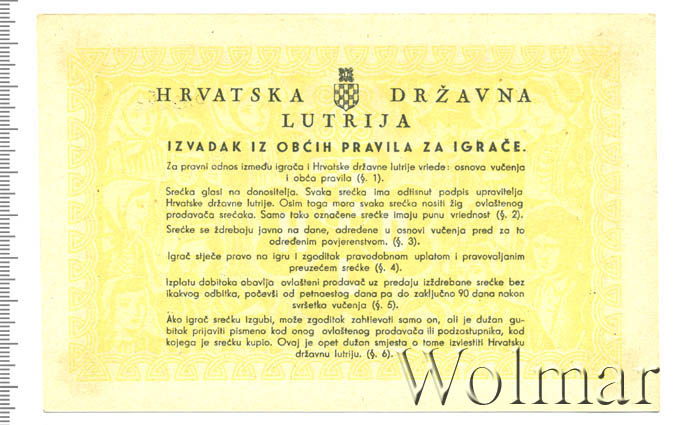 HRVATSKA DRŽAVNA
LUTRIJA
IZVADAK IZ OBĆIH PRAVILA ZA IGRAČE.
Za pravni odnos između igrača i Hrvatske državne lutrije vriede: osnova vučenja
i obća pravila (§. 1).
Srećka glasi na donositelja. Svaka srećka ima odtisnut podpis upravitelja
Hrvatske državne lutrije. Osim toga mora svaka srećka nositi žig ovlaštenog
prodavača srećaka. Samo tako označene srećke imaju punu vriednost (§. 2).
Srećke se ždrebaju javno na dane, određene u osnovi vučenja pred za to
određenim povjerenstvom. (§. 3).
Igrač stječe pravo na igru i zgoditak pravodobnom uplatom i pravovaljanim
preuzećem srećke (§. 4).
Izplatu dobitaka obavlja ovlašteni prodavač uz predaju izždrebane srećke bez
ikakvog odbitka, počevši od petnaestog dana pa do zaključno 90 dana nakon
svršetka vučenja (§. 5).
Ako igrač srećku izgubi, može zgoditak zahtievati samo on, ali je dužan gu-
bitak prijaviti pismeno kod onog ovlaštenog prodavača ili podzastupnika, kod
kojega je srećku kupio. Ovaj je opet dužan smjesta o tome izviestiti Hrvatsku
državnu lutriju. (§. 6).
Wolmar